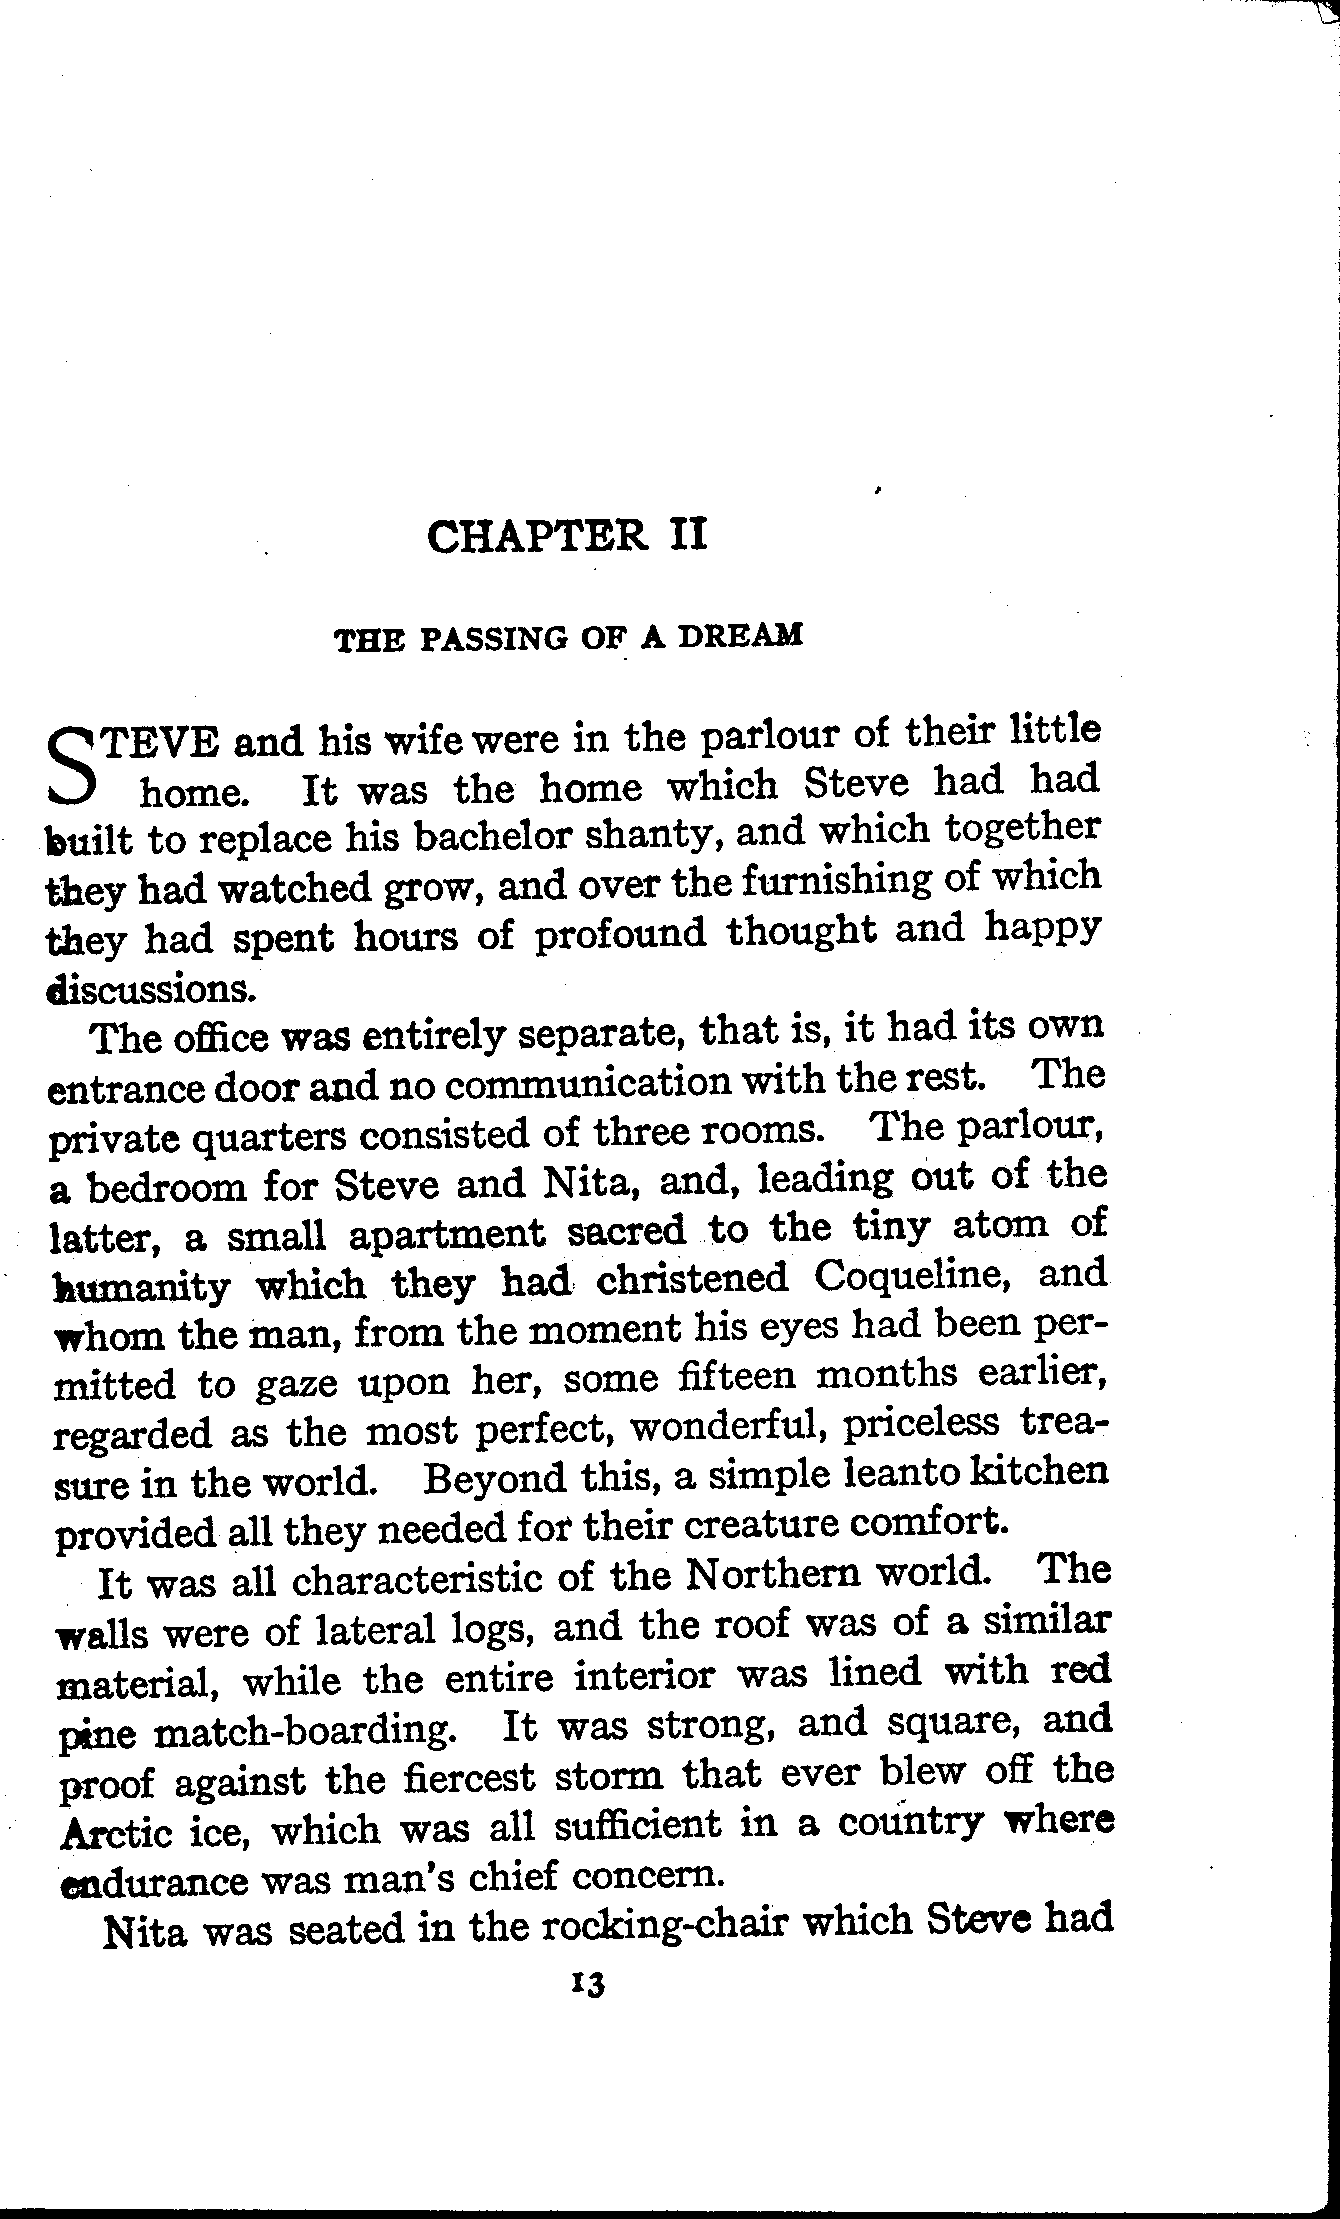 CHAPTER II
THE PASSING OF A DREAM
STEVE and his wife were in the parlour of their little
home. It was the home which Steve had had
built to replace his bachelor shanty, and which together
they had watched grow, and over the furnishing of which
they had spent hours of profound thought and happy
discussions.
The office was entirely separate, that is, it had its own
entrance door and no communication with the rest. The
private quarters consisted of three rooms. The parlour,
a bedroom for Steve and Nita, and, leading out of the
latter, a small apartment sacred to the tiny atom of
humanity which they had christened Coqueline, and
whom the man, from the moment his eyes had been per-
mitted to gaze upon her, some fifteen months earlier,
regarded as the most perfect, wonderful, priceless trea-
sure in the world. Beyond this, a simple leanto kitchen
provided all they needed for their creature comfort.
It was all characteristic of the Northern world. The
walls were of lateral logs, and the roof was of a similar
material, while the entire interior was lined with red
pine match-boarding. It was strong, and square, and
proof against the fiercest storm that ever blew off the
Arctic ice, which was all sufficient in a country where
endurance was man's chief concern.
Nita was seated in the rocking-chair which Steve had
13